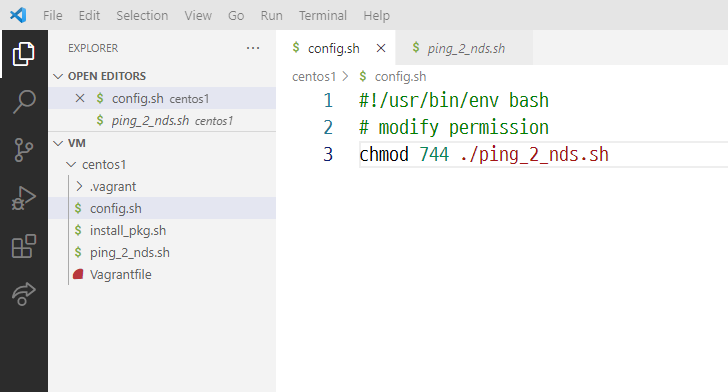 File Edit Selection View Go Run Terminal Help
EXPLORER ...
OPEN EDITORS
$ config.sh centos1
$ ping_2_nds.sh centos1
VM
centos1
.vagrant
$ config.sh
$ install_pkg.sh
$ ping_2_nds.sh
Vagrantfile
$ config.sh $ ping_2_nds.sh
centos1 > $ config.sh
1 #!/usr/bin/env bash
2 # modify permission
3 chmod 744 ./ping_2_nds.sh